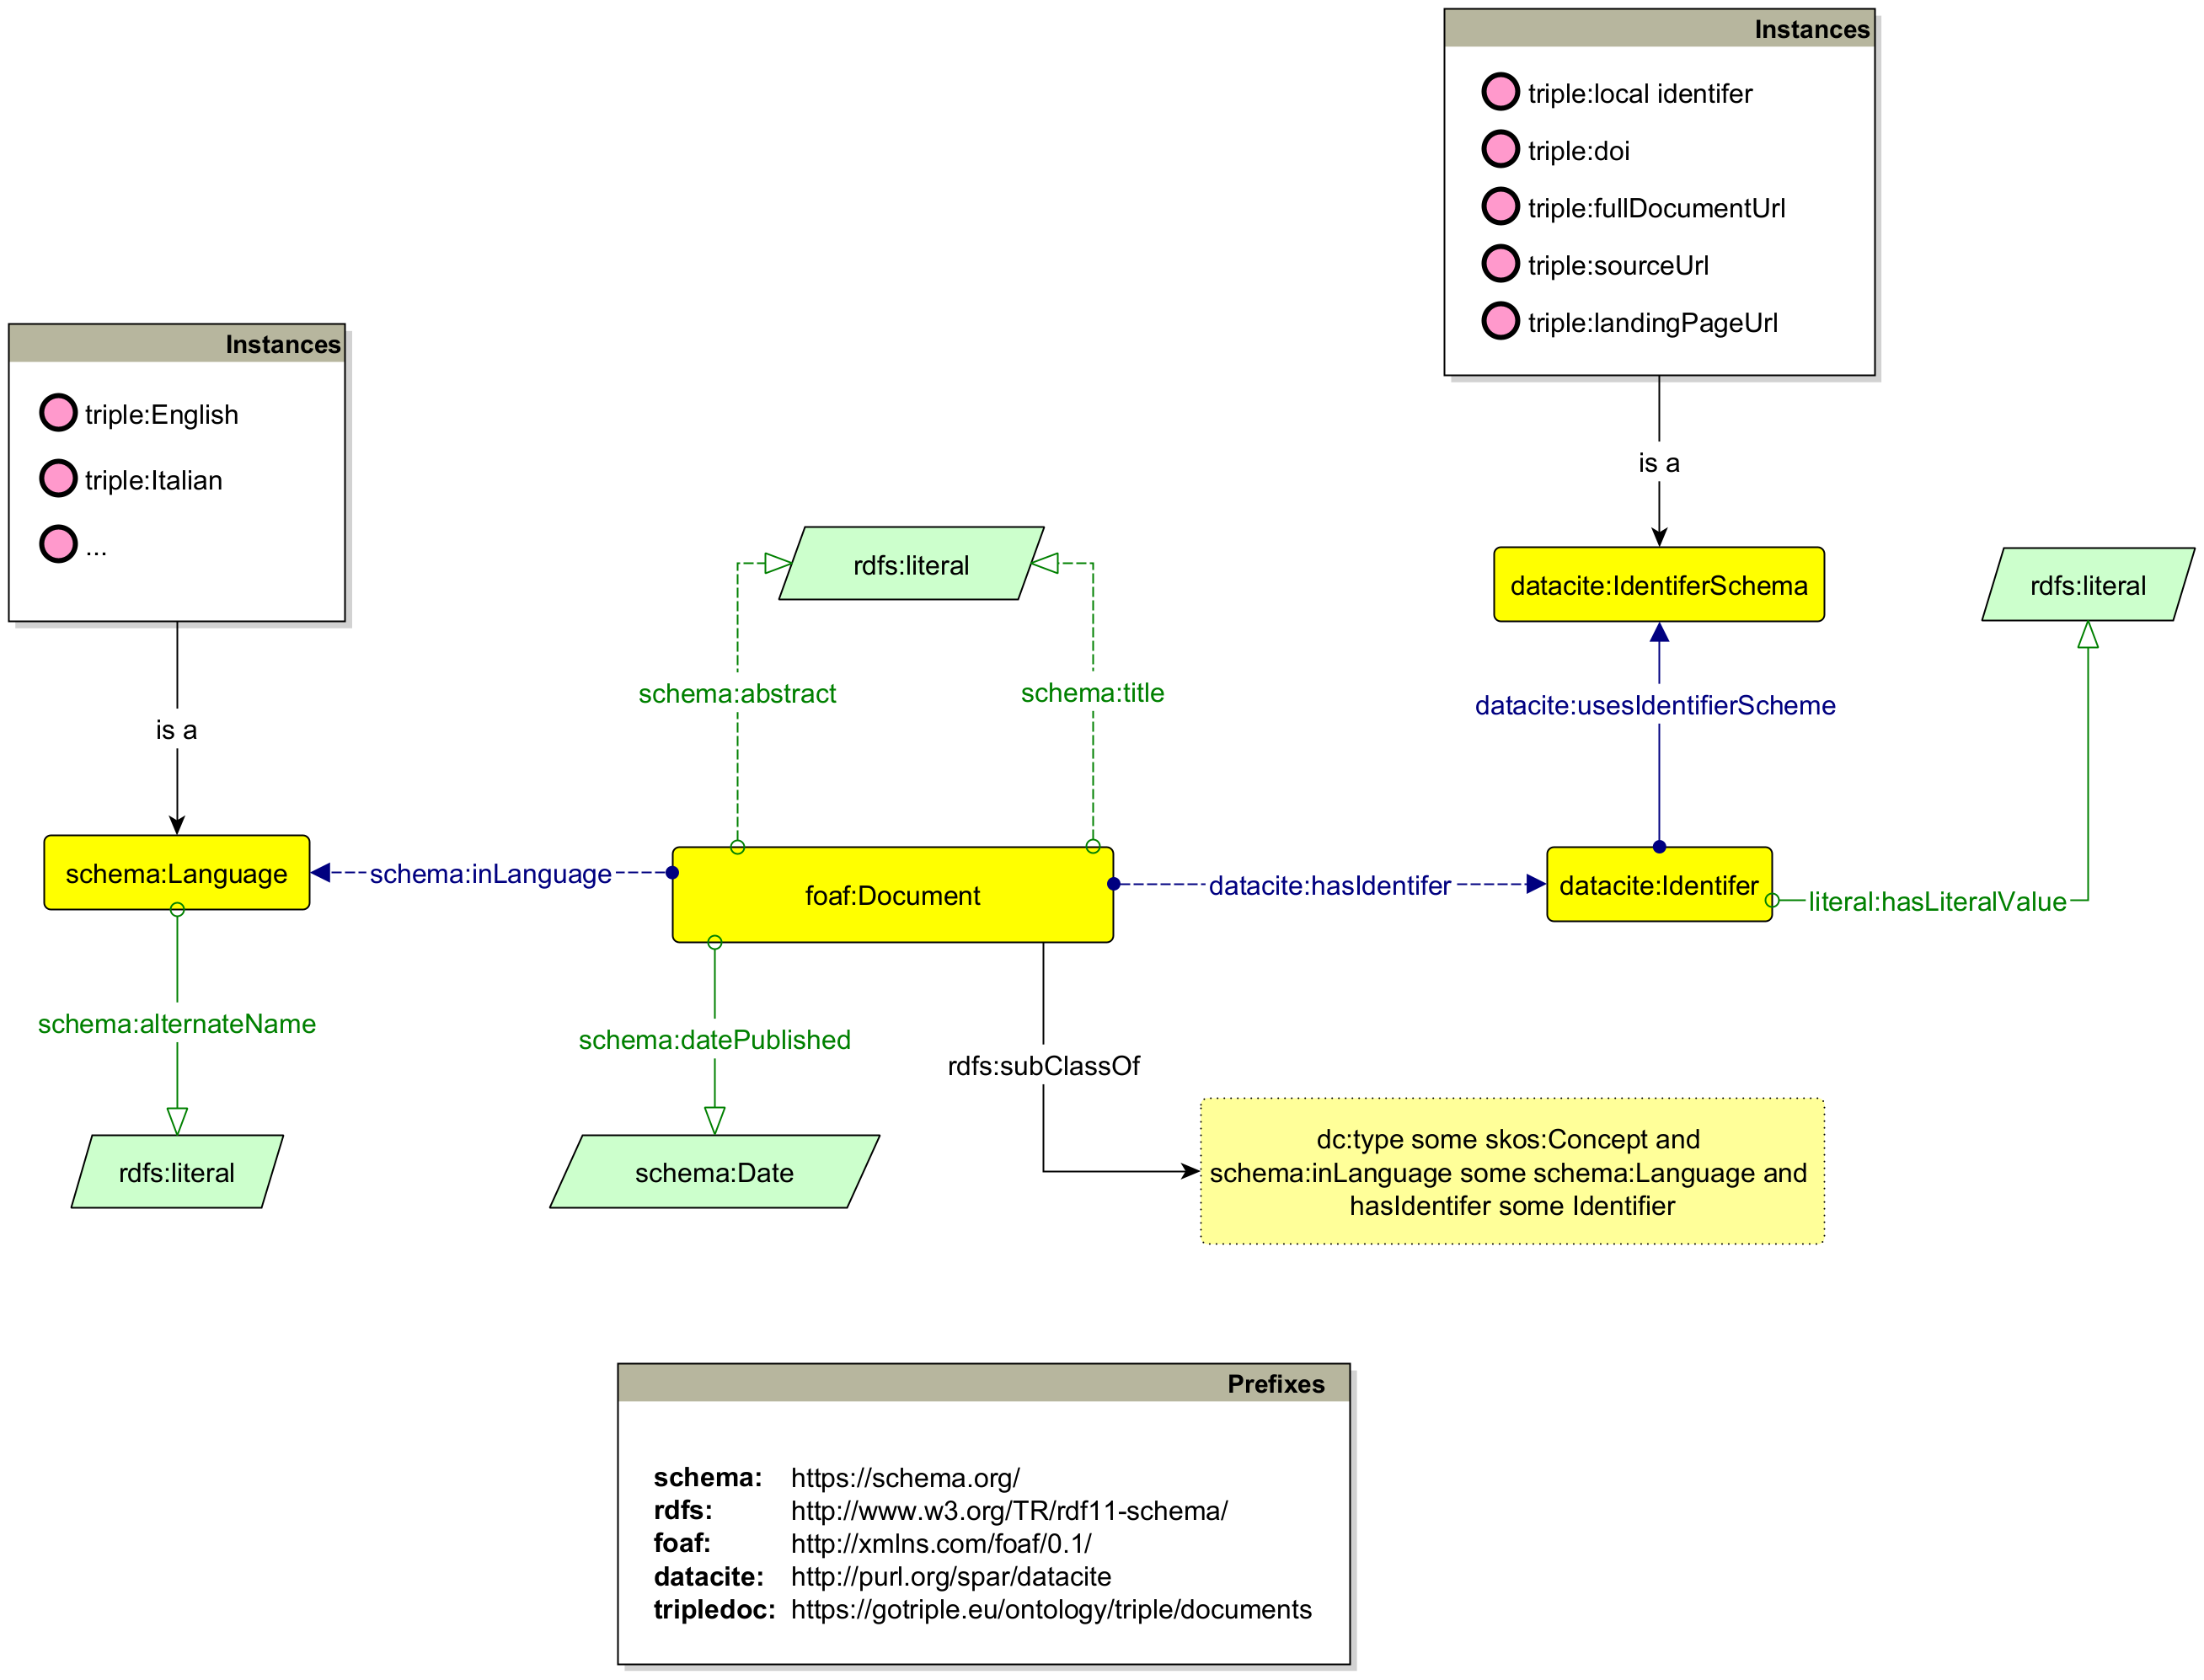 Instances
triple:local identifer
triple:doi
triple:fullDocumentUrl
triple:sourceUrl
triple:landingPageUrl
Instances
triple:English
triple:Italian
...
is a
rdfs:literal
datacite:IdentiferSchema
rdfs:literal
schema:abstract
schema:title
datacite:usesIdentifierScheme
is a
schema:Language
schema:inLanguage
foaf:Document
datacite:hasIdentifer
datacite:Identifer
literal:hasLiteralValue
schema:alternateName
schema:datePublished
rdfs:subClassOf
rdfs:literal
schema:Date
dc:type some skos:Concept and
schema:inLanguage some schema:Language and
hasIdentifer some Identifier
Prefixes
schema: https://schema.org/
rdfs: http://www.w3.org/TR/rdf11-schema/
foaf: http://xmlns.com/foaf/0.1/
datacite: http://purl.org/spar/datacite
tripledoc: https://gotriple.eu/ontology/triple/documents